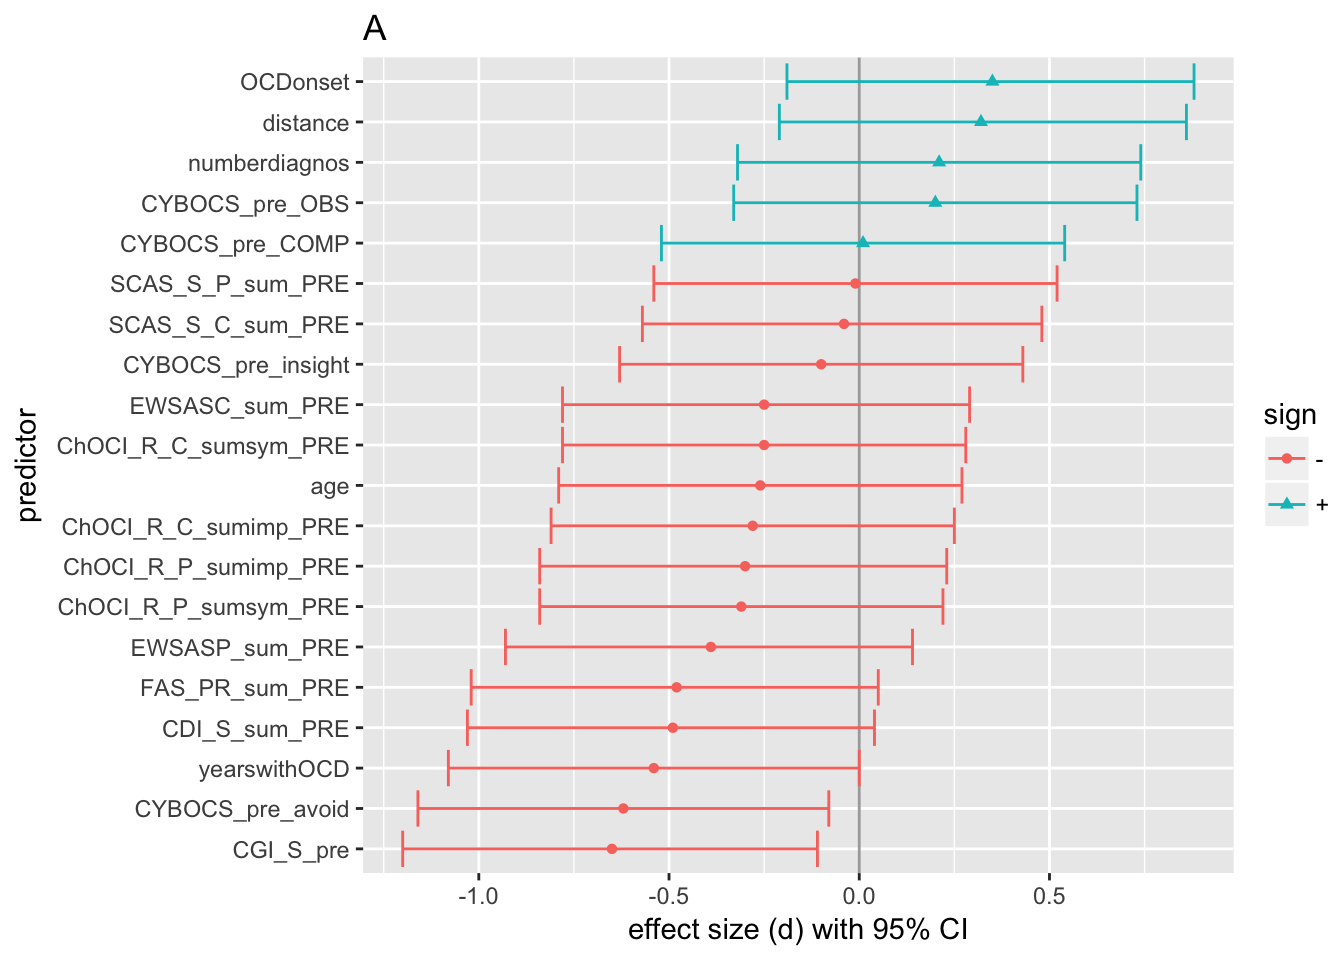 A
OCDonset
distance
numberdiagnos
CYBOCS_pre_OBS
CYBOCS_pre_COMP
SCAS_S_P_sum_PRE
SCAS_S_C_sum_PRE
CYBOCS_pre_insight
EWSASC_sum_PRE
ChOCI_R_C_sumsym_PRE
age
ChOCI_R_C_sumimp_PRE
ChOCI_R_P_sumimp_PRE
ChOCI_R_P_sumsym_PRE
EWSASP_sum_PRE
FAS_PR_sum_PRE
CDI_S_sum_PRE
yearswithOCD
CYBOCS_pre_avoid
CGI_S_pre
predictor
-1.0 -0.5 0.0 0.5
effect size (d) with 95% CI
sign
-
+